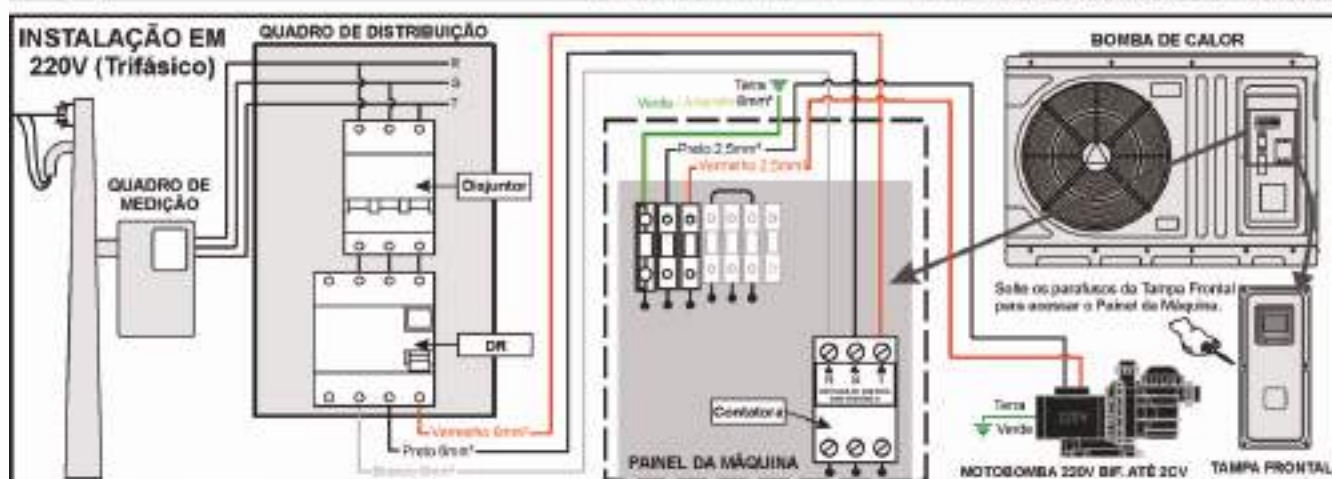 INSTALAÇÃO EM
220V (Trifásico)
QUADRO DE DISTRIBUIÇÃO
R
S
T
QUADRO DE
MEDIÇÃO
Disjuntor
DR
Vermelho 6mm²
Preto 6mm²
Branco 6mm²
Terra
Verde / Amarelo 6mm²
Preto 2,5mm²
Vermelho 2,5mm²
R S T
Contatora
PAINEL DA MÁQUINA
BOMBA DE CALOR
Solte os parafusos da Tampa Frontal
para acessar o Painel da Máquina.
Terra
Verde
MOTOBOMBA 220V BIF. ATÉ 2CV
TAMPA FRONTAL